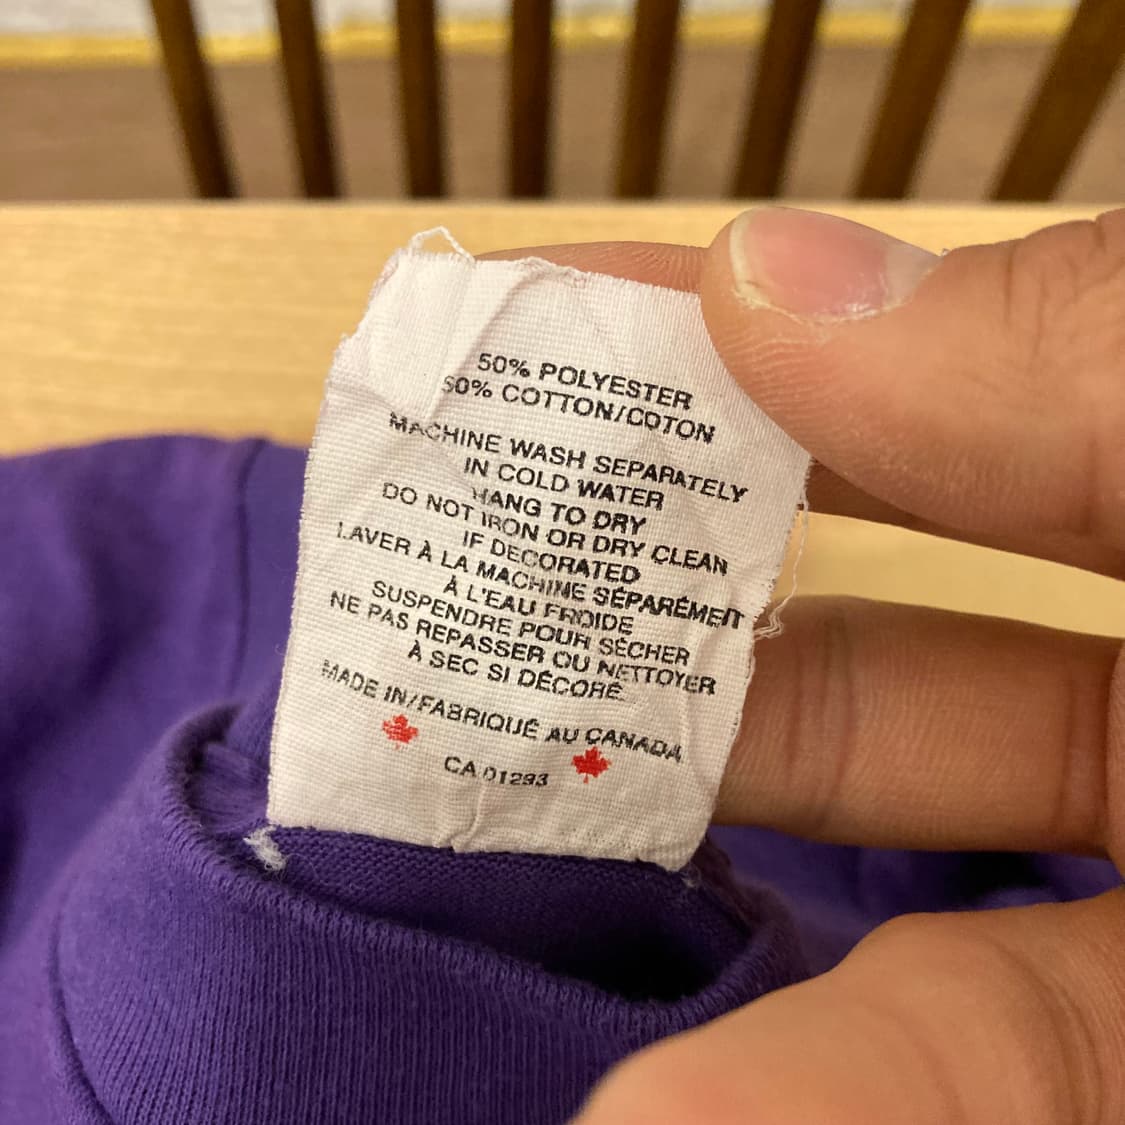 50% POLYESTER
50% COTTON/COTON
MACHINE WASH SEPARATELY
IN COLD WATER
HANG TO DRY
DO NOT IRON OR DRY CLEAN
IF DECORATED
LAVER À LA MACHINE SÉPARÉMEIT
À L'EAU FROIDE
SUSPENDRE POUR SÉCHER
NE PAS REPASSER OU NETTOYER
À SEC SI DÉCORÉ
MADE IN/FABRIQUÉ AU CANADA
CA 01293